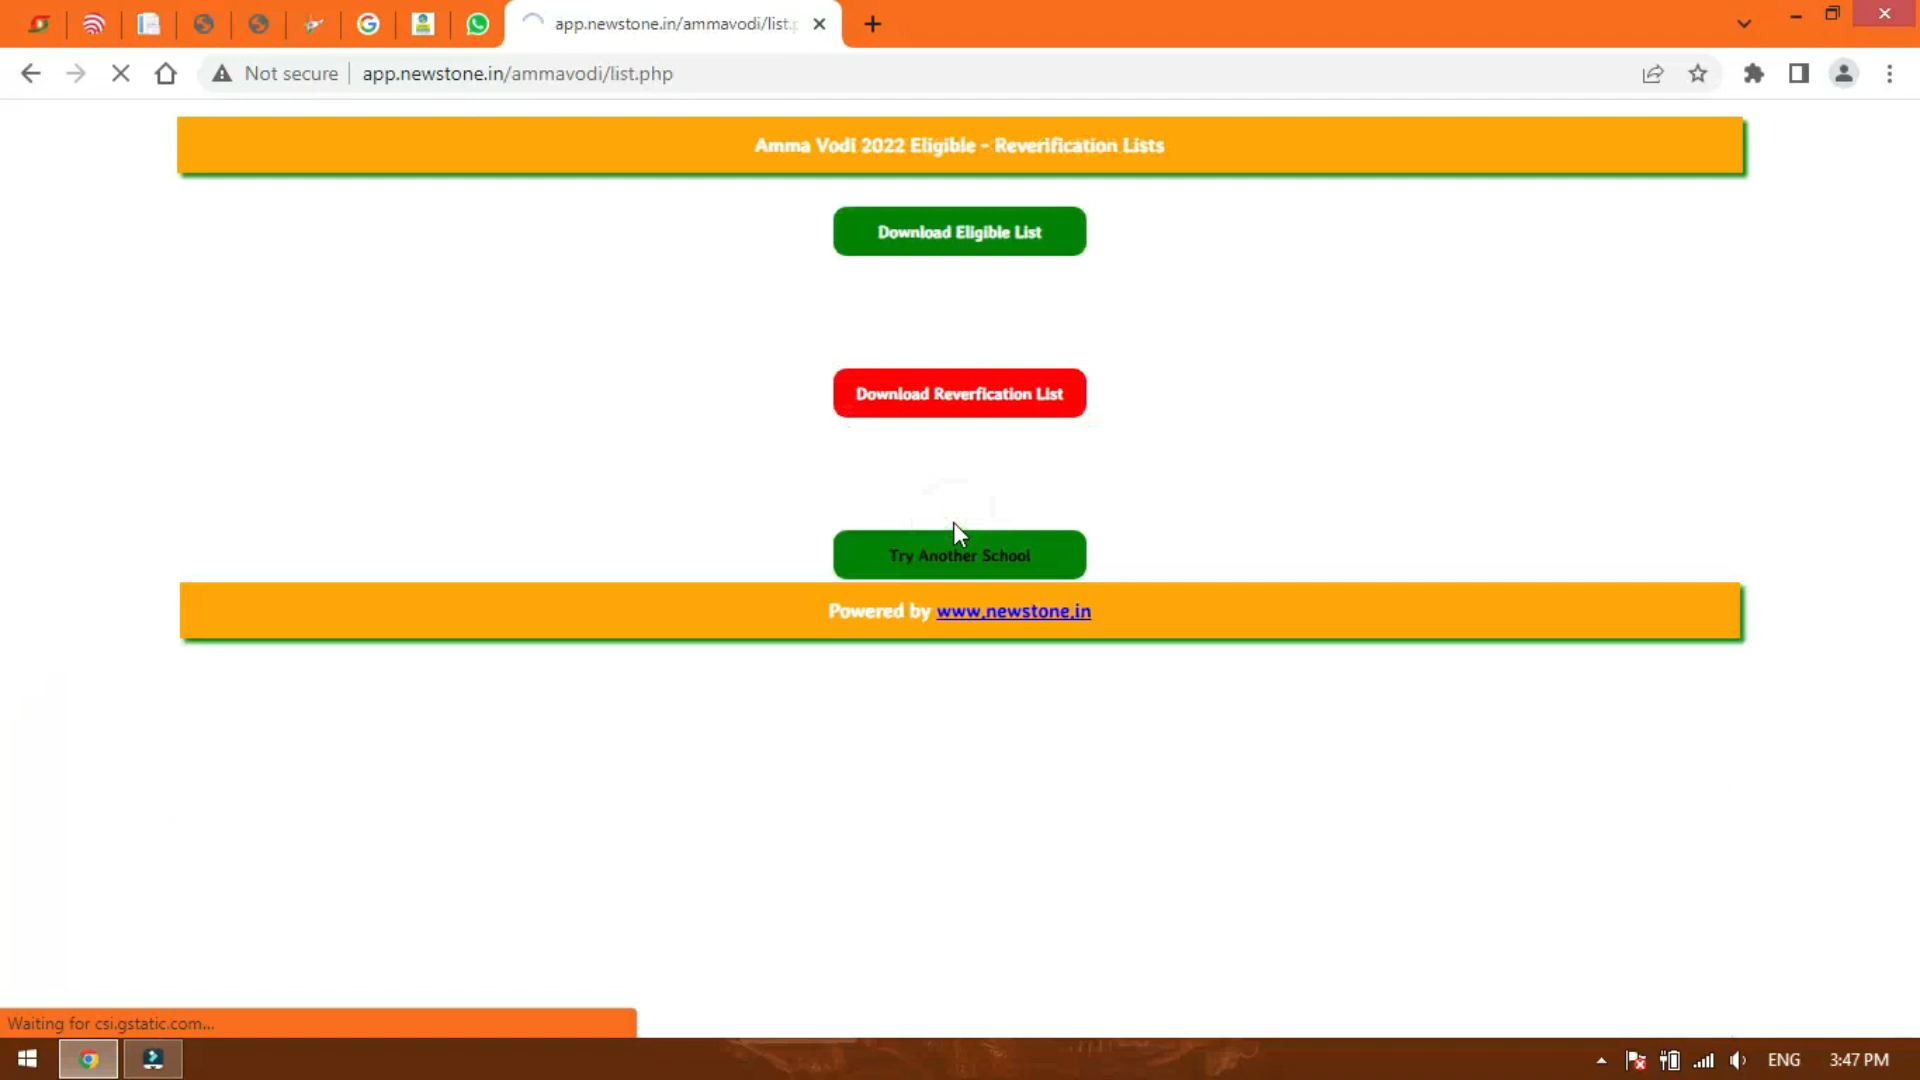 app.newstone.in/ammavodi/list.p
Not secure
app.newstone.in/ammavodi/list.php
Amma Vodi 2022 Eligible - Reverification Lists
Download Eligible List
Download Reverfication List
Try Another School
Powered by www.newstone.in
Waiting for csi.gstatic.com...
ENG
3:47 PM